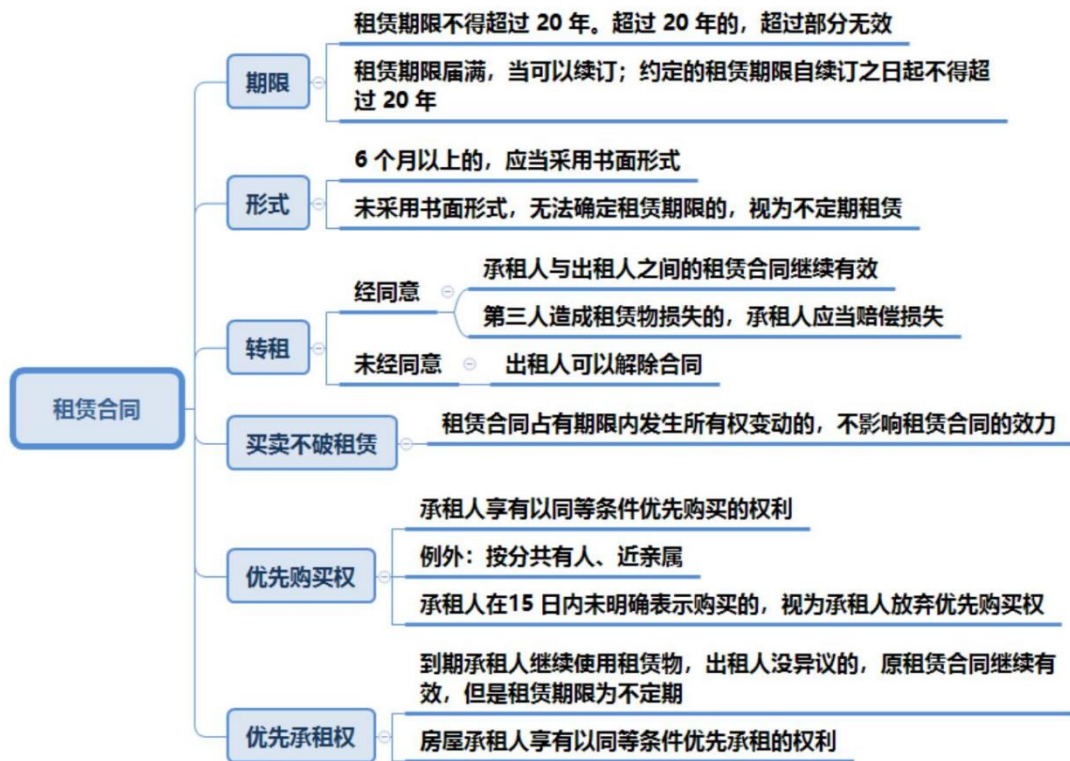 租赁合同
期限
租赁期限不得超过 20 年。超过 20 年的，超过部分无效
租赁期限届满，当可以续订；约定的租赁期限自续订之日起不得超
过 20 年
形式
6 个月以上的，应当采用书面形式
未采用书面形式，无法确定租赁期限的，视为不定期租赁
转租
经同意
承租人与出租人之间的租赁合同继续有效
第三人造成租赁物损失的，承租人应当赔偿损失
未经同意
出租人可以解除合同
买卖不破租赁
租赁合同占有期限内发生所有权变动的，不影响租赁合同的效力
优先购买权
承租人享有以同等条件优先购买的权利
例外：按分共有人、近亲属
承租人在15 日内未明确表示购买的，视为承租人放弃优先购买权
优先承租权
到期承租人继续使用租赁物，出租人没异议的，原租赁合同继续有
效，但是租赁期限为不定期
房屋承租人享有以同等条件优先承租的权利